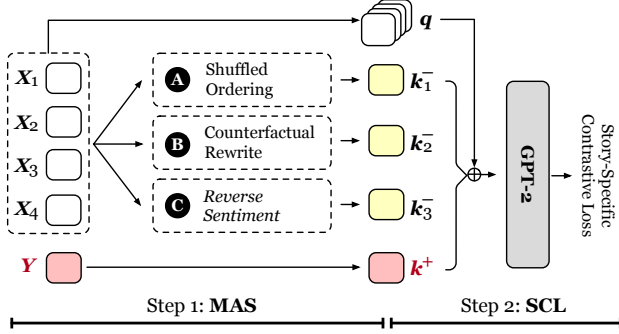 q
X1
X2
X3
X4
Y
A Shuffled
Ordering
B Counterfactual
Rewrite
C Reverse
Sentiment
k1−
k2−
k3−
k+
GPT-2
Story-Specific
Contrastive Loss
Step 1: MAS
Step 2: SCL